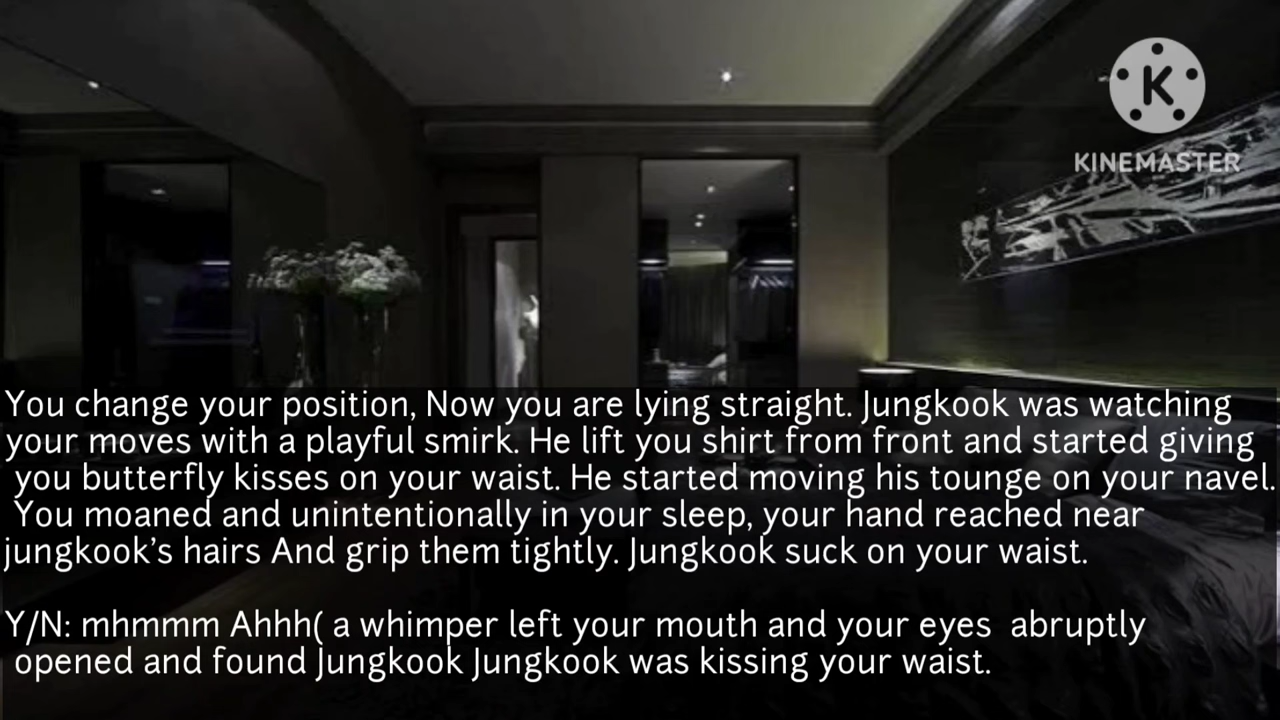 KINEMASTER
You change your position, Now you are lying straight. Jungkook was watching
your moves with a playful smirk. He lift you shirt from front and started giving
you butterfly kisses on your waist. He started moving his tounge on your navel.
You moaned and unintentionally in your sleep, your hand reached near
jungkook's hairs And grip them tightly. Jungkook suck on your waist.
Y/N: mhmmm Ahhh( a whimper left your mouth and your eyes abruptly
opened and found Jungkook Jungkook was kissing your waist.